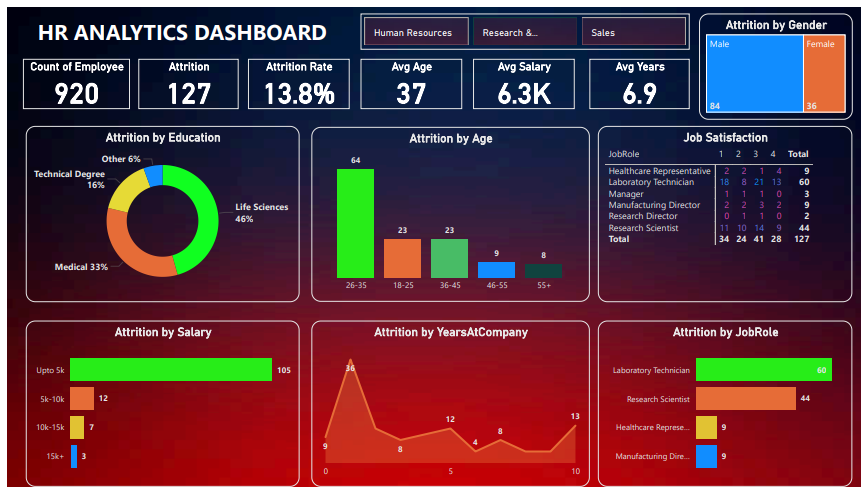 HR ANALYTICS DASHBOARD
Human Resources
Research &...
Sales
Attrition by Gender
Male
Female
84
36
Count of Employee
920
Attrition
127
Attrition Rate
13.8%
Avg Age
37
Avg Salary
6.3K
Avg Years
6.9
Attrition by Education
Other 6%
Technical Degree
16%
Life Sciences
46%
Medical 33%
Attrition by Age
64
23
23
9
8
26-35
18-25
36-45
46-55
55+
Job Satisfaction
JobRole 1 2 3 4 Total
Healthcare Representative 2 2 1 4 9
Laboratory Technician 18 8 21 13 60
Manager 1 1 1 0 3
Manufacturing Director 2 2 3 2 9
Research Director 0 1 1 0 2
Research Scientist 11 10 14 9 44
Total 34 24 41 28 127
Attrition by Salary
Upto 5k 105
5k-10k 12
10k-15k 7
15k+ 3
Attrition by YearsAtCompany
36
9
8
12
4
8
13
0
5
10
Attrition by JobRole
Laboratory Technician 60
Research Scientist 44
Healthcare Represe... 9
Manufacturing Dire... 9